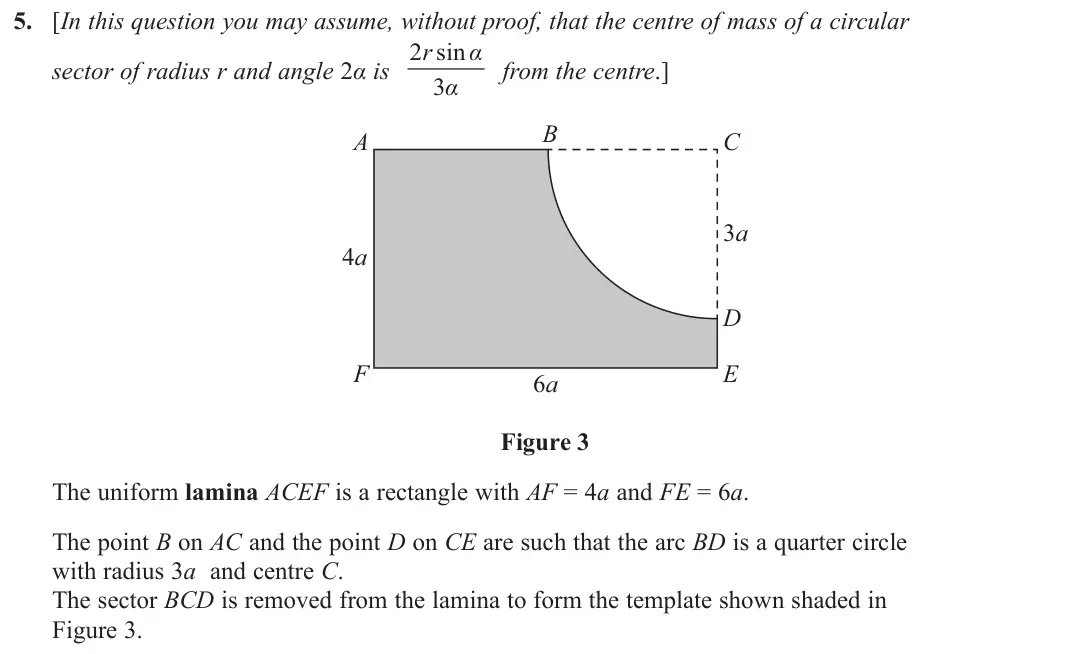 5. [In this question you may assume, without proof, that the centre of mass of a circular
sector of radius r and angle 2α is 2r sin α / 3α from the centre.]
A
B
C
3a
4a
D
F
E
6a
Figure 3
The uniform lamina ACEF is a rectangle with AF = 4a and FE = 6a.
The point B on AC and the point D on CE are such that the arc BD is a quarter circle
with radius 3a and centre C.
The sector BCD is removed from the lamina to form the template shown shaded in
Figure 3.